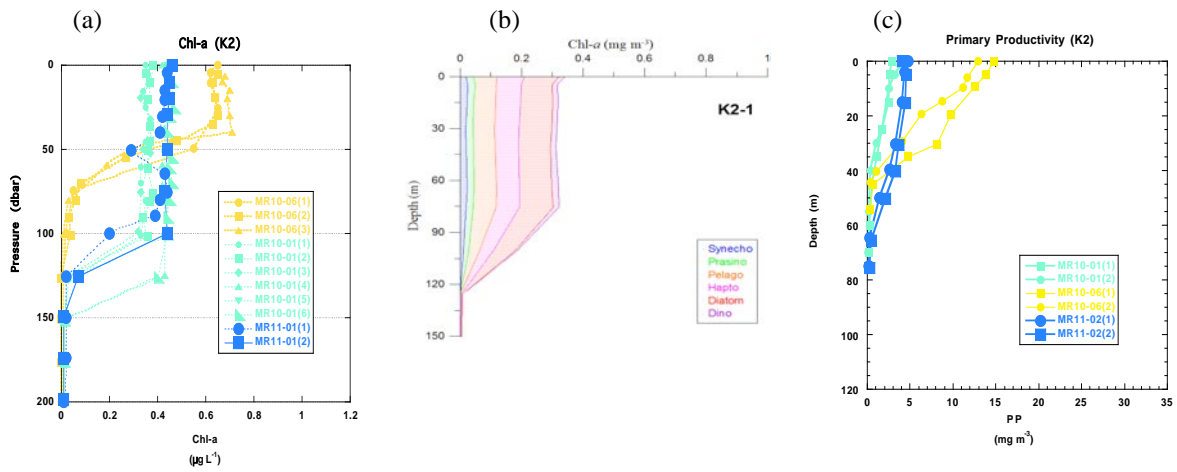 (a)
Chl-a (K2)
0
50
100
150
200
Pressure (dbar)
0
0.2
0.4
0.6
0.8
1
1.2
Chl-a
(μg L-1)
MR10-06(1)
MR10-06(2)
MR10-06(3)
MR10-01(1)
MR10-01(2)
MR10-01(3)
MR10-01(4)
MR10-01(5)
MR10-01(6)
MR11-01(1)
MR11-01(2)
(b)
Chl-a (mg m-3)
0
0.2
0.4
0.6
0.8
1
0
30
60
90
120
150
Depth (m)
K2-1
Synecho
Prasino
Pelago
Hapto
Diatom
Dino
(c)
Primary Productivity (K2)
0
20
40
60
80
100
120
Depth (m)
0
5
10
15
20
25
30
35
PP
(mg m-3)
MR10-01(1)
MR10-01(2)
MR10-06(1)
MR10-06(2)
MR11-02(1)
MR11-02(2)